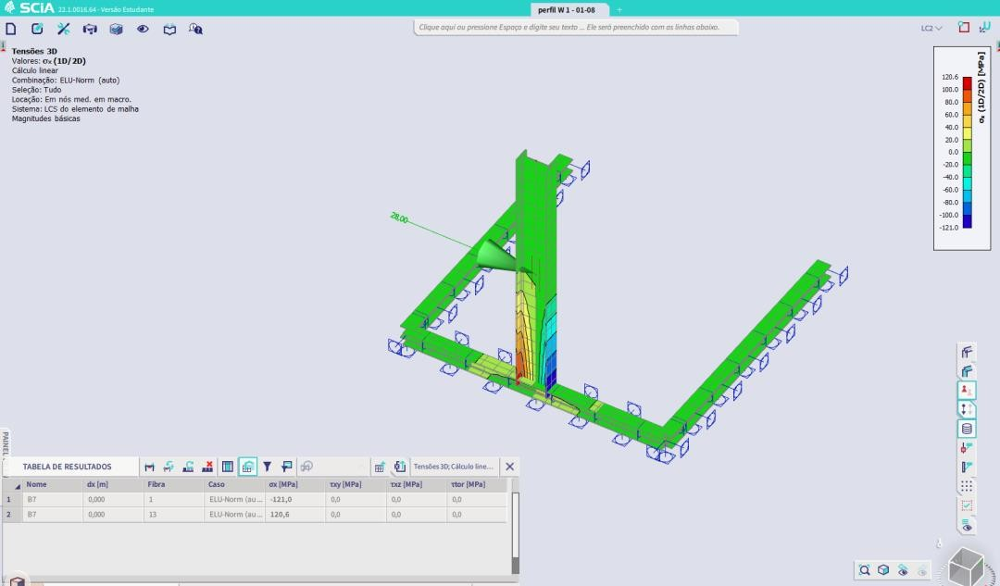 SCiA 22.1.0016.64 - Versão Estudante
perfil W 1 - 01-08
+
Clique aqui ou pressione Espaço e digite seu texto ... Ele será preenchido com as linhas abaixo.
LC2
Tensões 3D
Valores: σx (1D/2D)
Cálculo linear
Combinação: ELU-Norm (auto)
Seleção: Tudo
Locação: Em nós med. em macro.
Sistema: LCS do elemento de malha
Magnitudes básicas
σx (1D/2D) [MPa]
120.6
100.0
80.0
60.0
40.0
20.0
0.0
-20.0
-40.0
-60.0
-80.0
-100.0
-121.0
28,00
PAINEL
TABELA DE RESULTADOS
Tensões 3D; Cálculo line...
Nome dx [m] Fibra Caso σx [MPa] τxy [MPa] τxz [MPa] τtor [MPa]
1 B7 0,000 1 ELU-Norm (au... -121,0 0,0 0,0 0,0
2 B7 0,000 13 ELU-Norm (au... 120,6 0,0 0,0 0,0